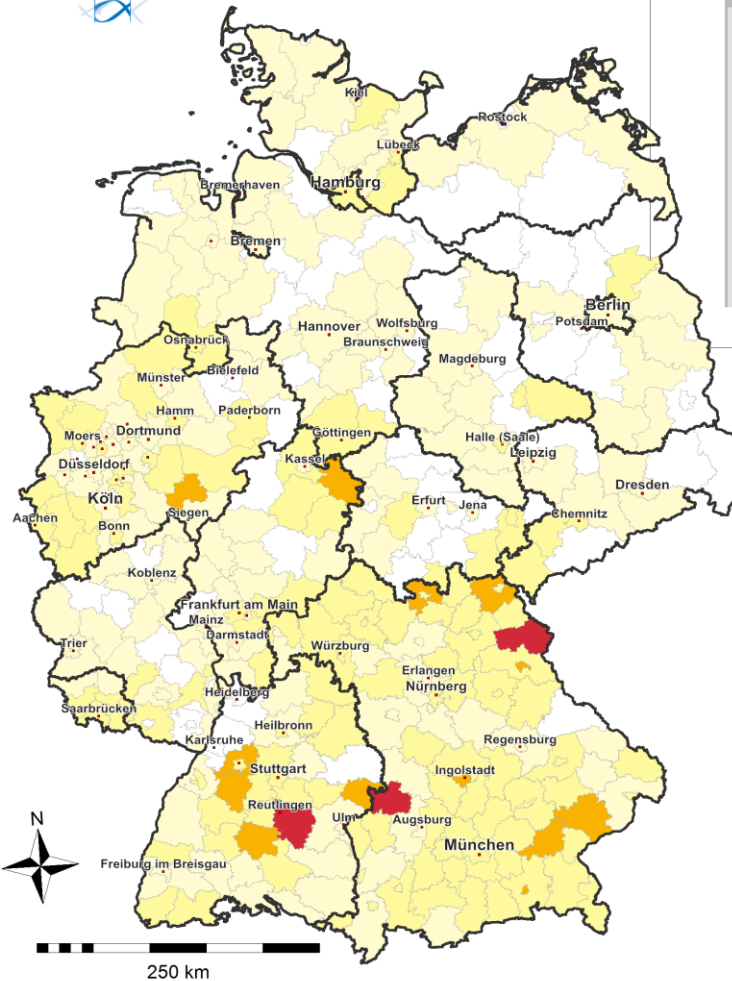 Kiel
Rostock
Lübeck
Bremerhaven
Hamburg
Bremen
Berlin
Hannover
Wolfsburg
Potsdam
Osnabrück
Braunschweig
Magdeburg
Münster
Bielefeld
Hamm
Paderborn
Moers
Dortmund
Göttingen
Halle (Saale)
Düsseldorf
Kassel
Leipzig
Köln
Erfurt
Jena
Dresden
Aachen
Siegen
Chemnitz
Bonn
Koblenz
Frankfurt am Main
Mainz
Trier
Darmstadt
Würzburg
Erlangen
Nürnberg
Heidelberg
Saarbrücken
Heilbronn
Karlsruhe
Regensburg
Stuttgart
Ingolstadt
Reutlingen
Ulm
Augsburg
München
N
Freiburg im Breisgau
250 km